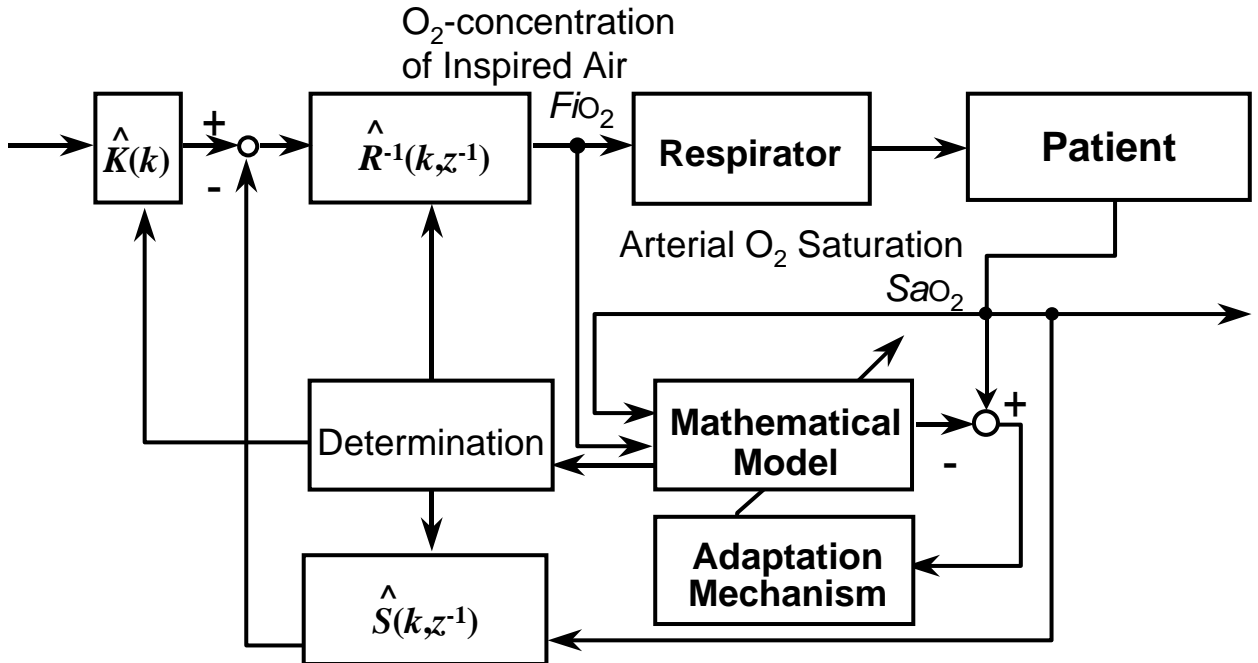 O₂-concentration
of Inspired Air
FiO₂
+
-
K̂(k)
R̂⁻¹(k,z⁻¹)
Respirator
Patient
Arterial O₂ Saturation
SaO₂
Determination
Mathematical
Model
+
-
Adaptation
Mechanism
Ŝ(k,z⁻¹)